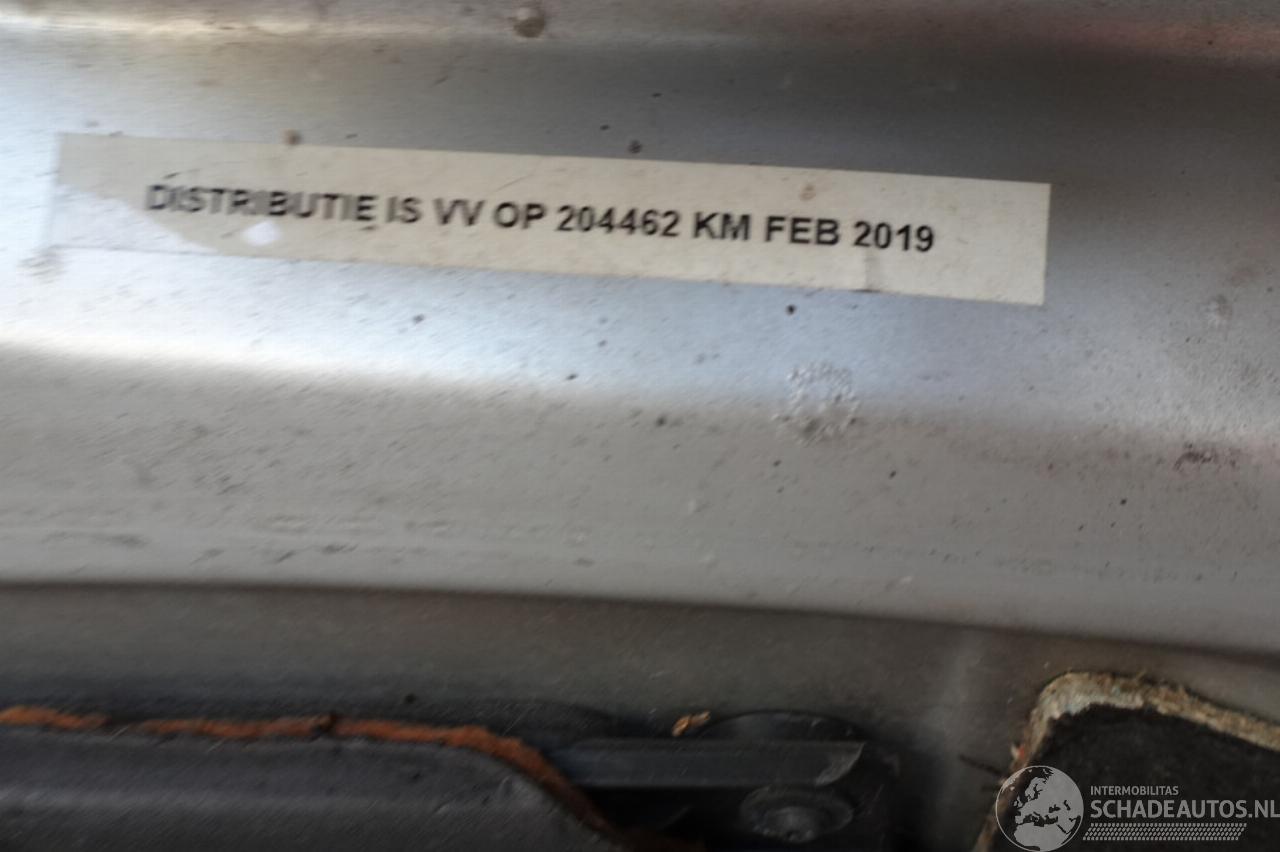 DISTRIBUTIE IS VV OP 204462 KM FEB 2019
INTERMOBILITAS
SCHADEAUTOS.NL